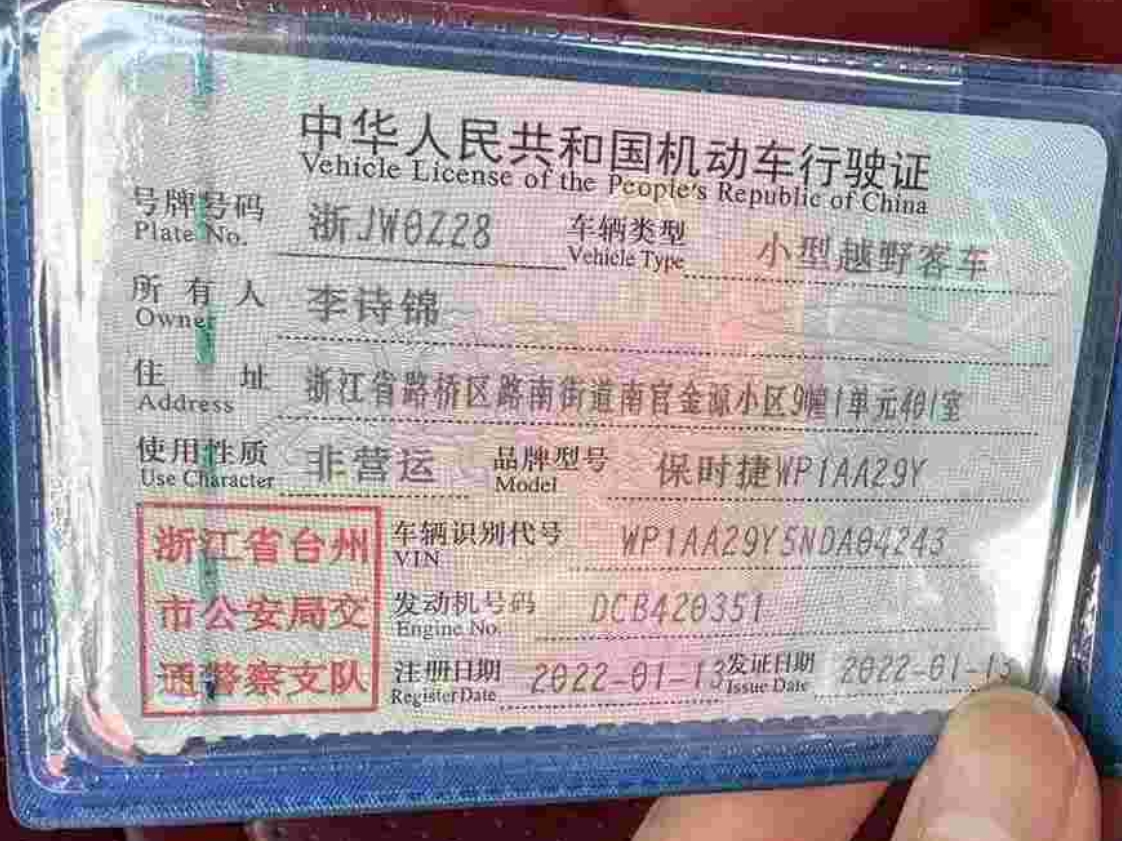 中华人民共和国机动车行驶证
Vehicle License of the People's Republic of China
号牌号码 浙JW0Z28 车辆类型 小型越野客车
Plate No. Vehicle Type
所有人 李诗锦
Owner
住址 浙江省路桥区路南街道南官金源小区9幢1单元401室
Address
使用性质 非营运 品牌型号 保时捷WP1AA29Y
Use Character Model
浙江省台州
市公安局交
通警察支队
车辆识别代号 WP1AA29Y5NDA04243
VIN
发动机号码 DCB420351
Engine No.
注册日期 2022-01-13 发证日期 2022-01-13
Register Date Issue Date